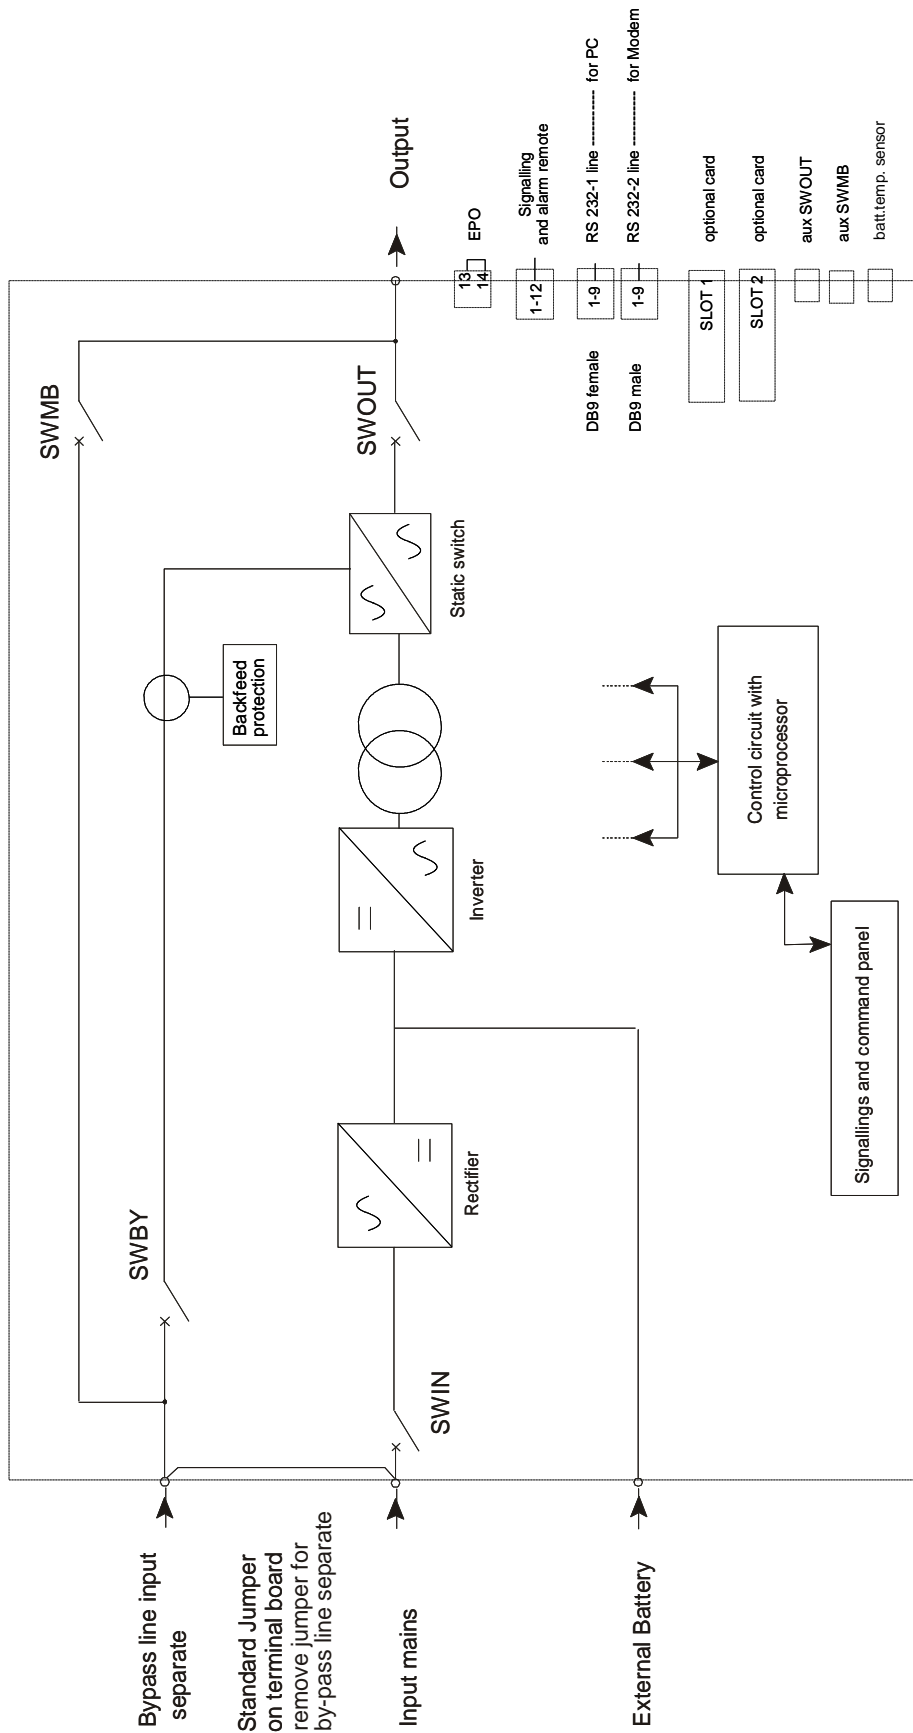 Bypass line input
separate
Standard Jumper
on terminal board
remove jumper for
by-pass line separate
Input mains
External Battery
SWMB
SWBY
SWIN
SWOUT
Backfeed
protection
Rectifier
Inverter
Static switch
Output
13
14
EPO
1-12
Signalling
and alarm remote
DB9 female
1-9
RS 232-1 line ---------- for PC
DB9 male
1-9
RS 232-2 line ---------- for Modem
SLOT 1
optional card
SLOT 2
optional card
aux SWOUT
aux SWMB
batt.temp. sensor
Control circuit with
microprocessor
Signallings and command panel